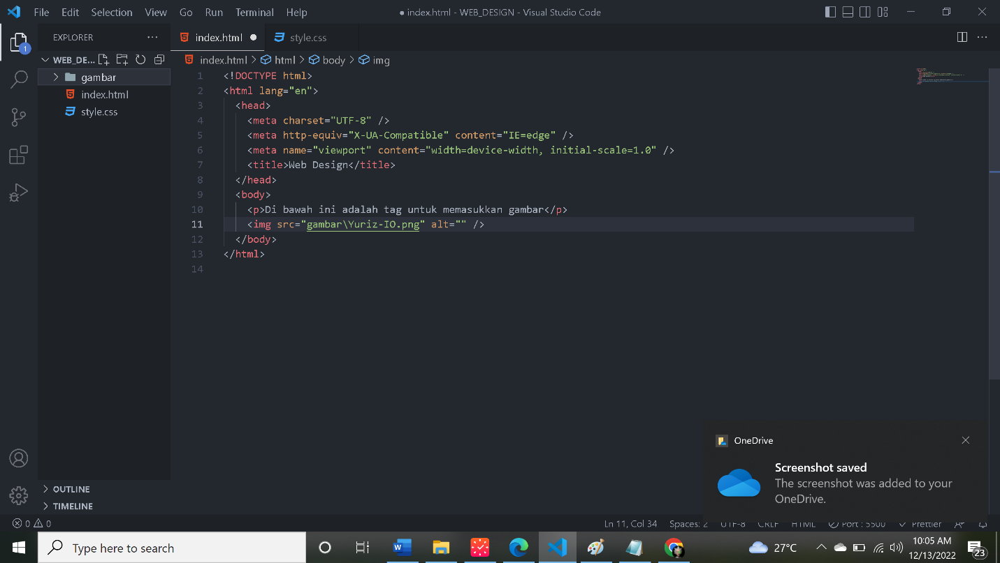 File Edit Selection View Go Run Terminal Help
● index.html - WEB_DESIGN - Visual Studio Code
EXPLORER
index.html
style.css
1
WEB_DE...
index.html > html > body > img
gambar
index.html
style.css
1 <!DOCTYPE html>
2 <html lang="en">
3 <head>
4 <meta charset="UTF-8" />
5 <meta http-equiv="X-UA-Compatible" content="IE=edge" />
6 <meta name="viewport" content="width=device-width, initial-scale=1.0" />
7 <title>Web Design</title>
8 </head>
9 <body>
10 <p>Di bawah ini adalah tag untuk memasukkan gambar</p>
11 <img src="gambar\Yuriz-IO.png" alt="" />
12 </body>
13 </html>
14
OneDrive
Screenshot saved
The screenshot was added to your
OneDrive.
OUTLINE
TIMELINE
0 0
Ln 11, Col 34 Spaces: 2 UTF-8 CRLF HTML Port : 5500 Prettier
Type here to search
27°C
10:05 AM
12/13/2022
23